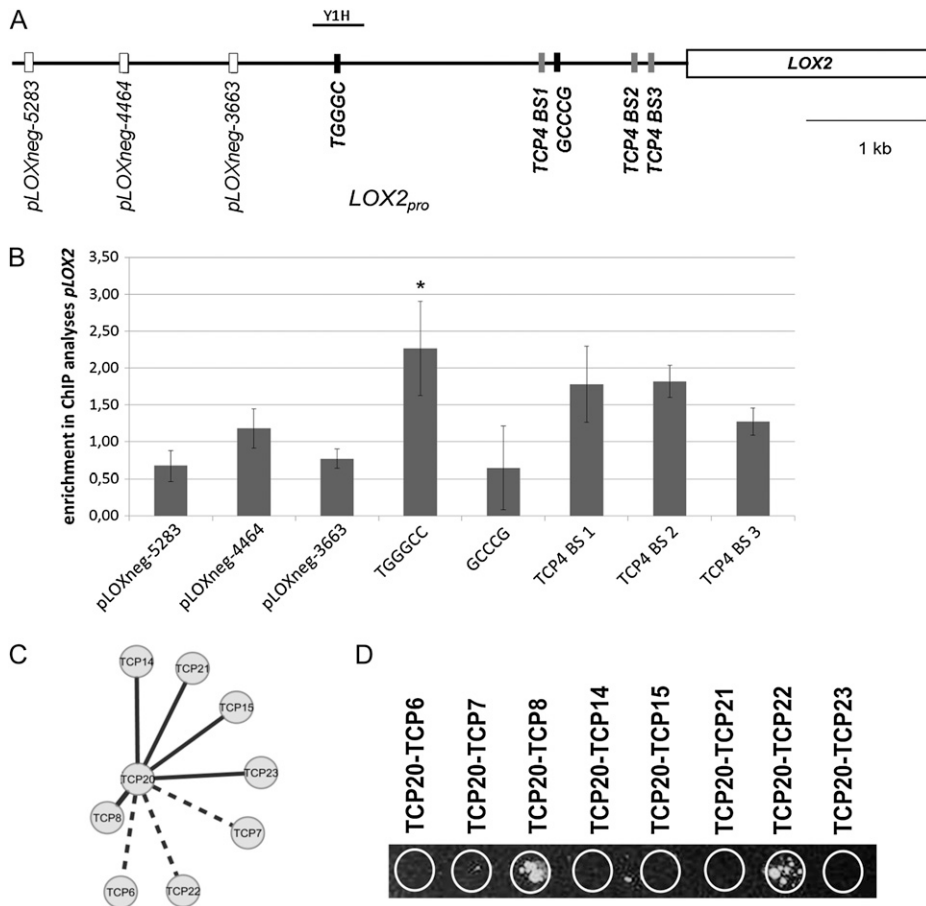 A
Y1H
LOX2
pLOXneg-5283
pLOXneg-4464
pLOXneg-3663
TGGGC
TCP4 BS1
GCCCG
TCP4 BS2
TCP4 BS3
1 kb
LOX2pro
B
enrichment in ChIP analyses pLOX2
3,50
3,00
2,50
2,00
1,50
1,00
0,50
0,00
*
pLOXneg-5283
pLOXneg-4464
pLOXneg-3663
TGGGCC
GCCCG
TCP4 BS 1
TCP4 BS 2
TCP4 BS 3
C
TCP14
TCP21
TCP15
TCP20
TCP23
TCP8
TCP7
TCP6
TCP22
D
TCP20-TCP6
TCP20-TCP7
TCP20-TCP8
TCP20-TCP14
TCP20-TCP15
TCP20-TCP21
TCP20-TCP22
TCP20-TCP23